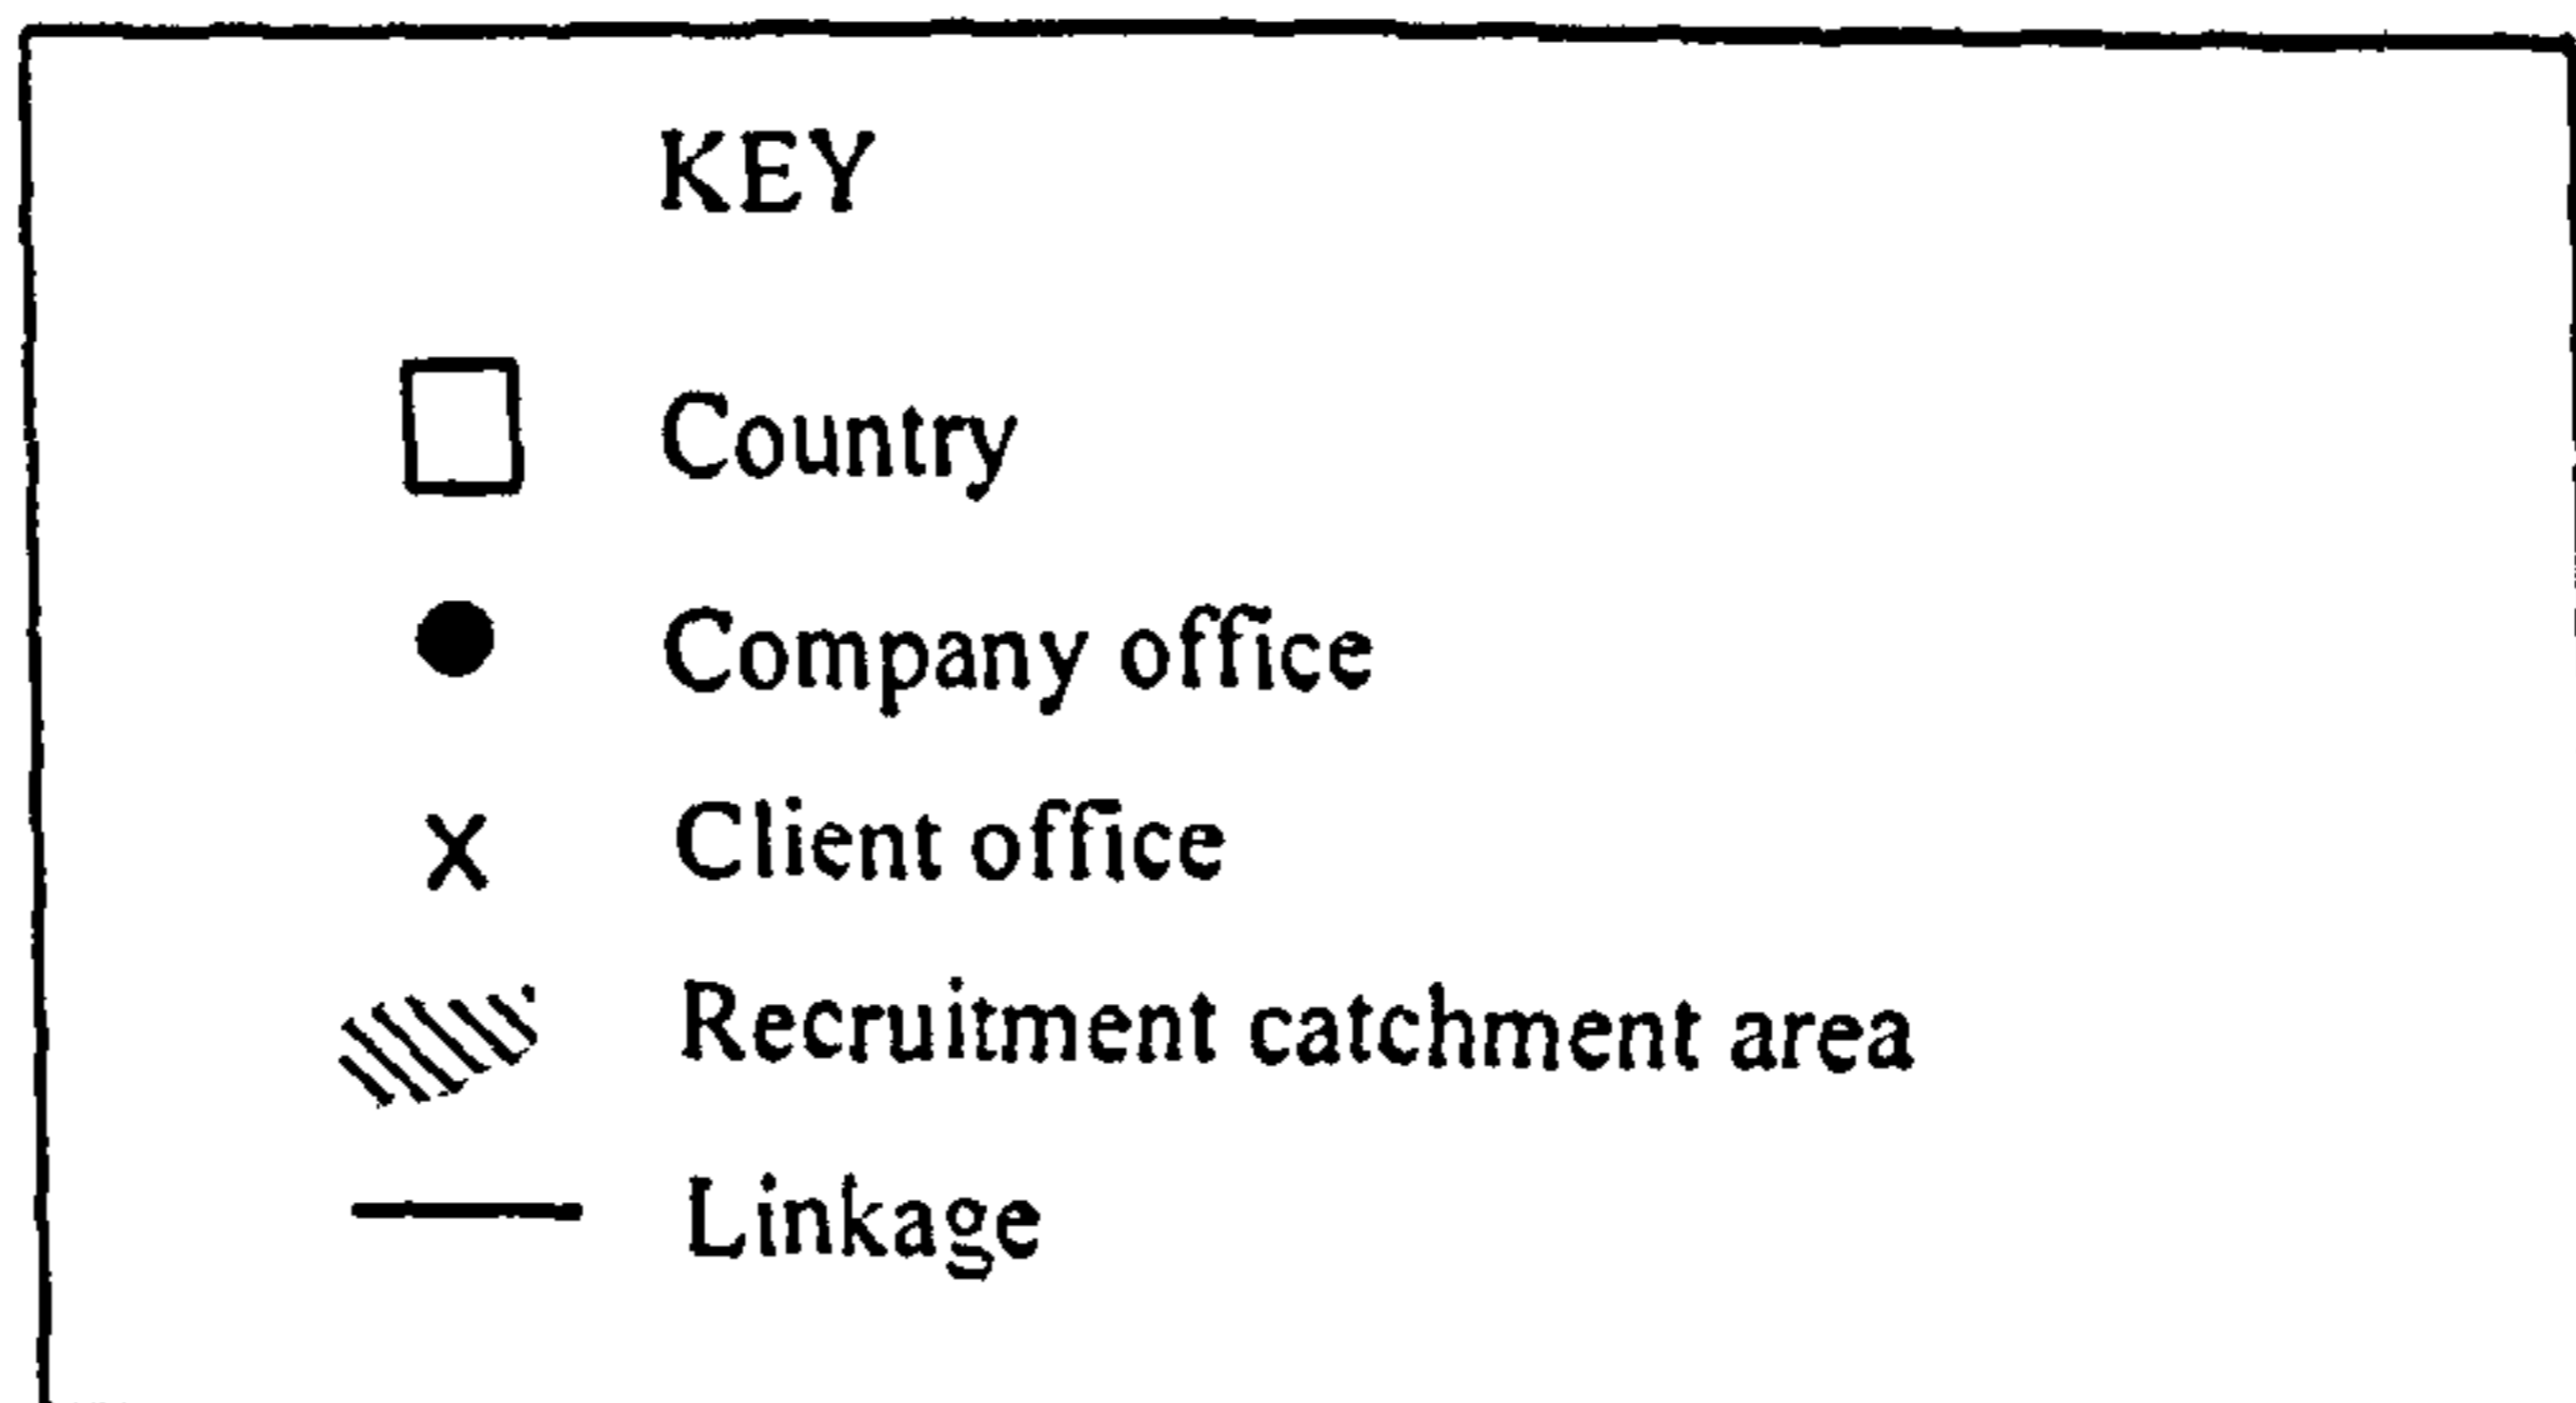 KEY
Country
Company office
Client office
Recruitment catchment area
Linkage